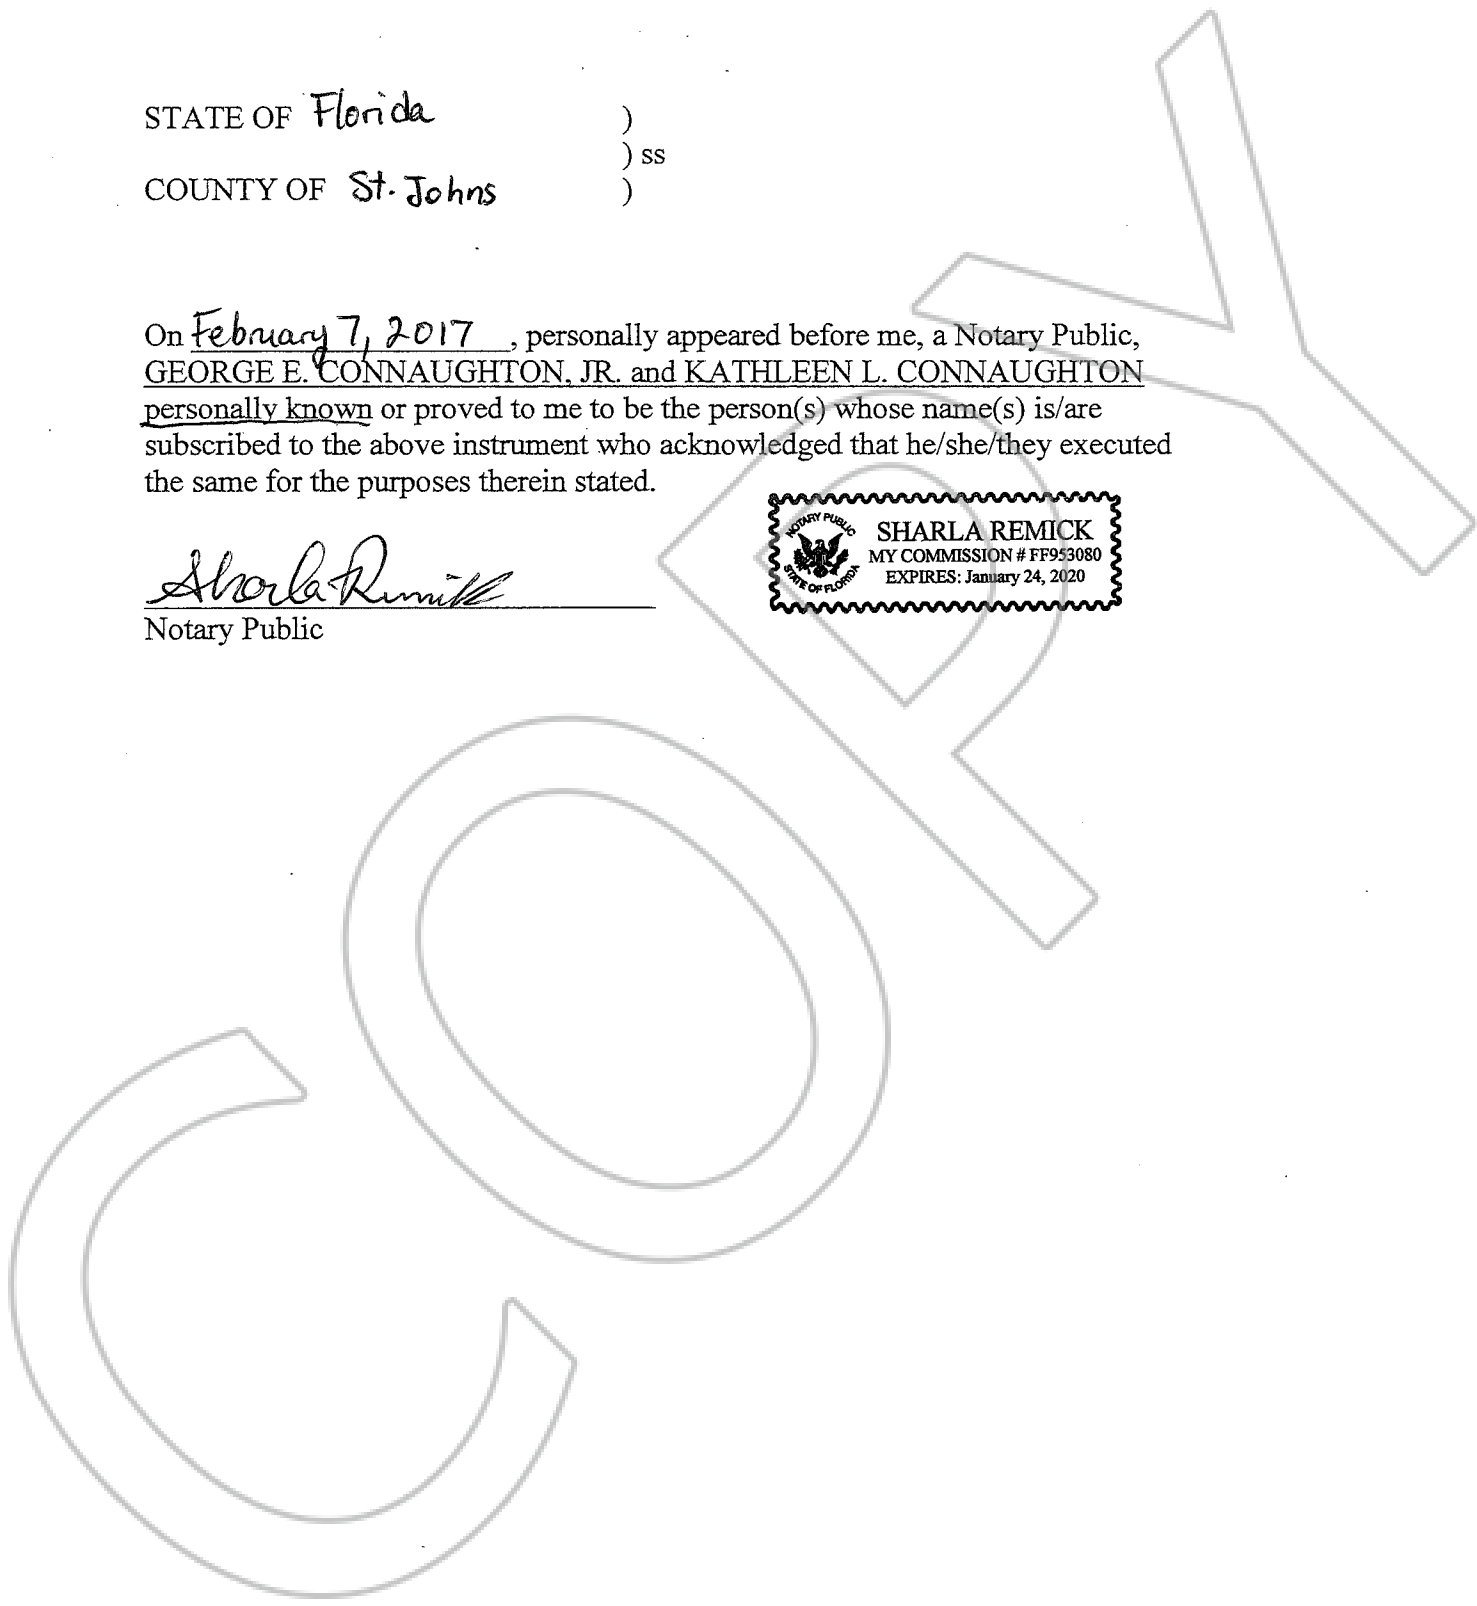 STATE OF Florida )
) ss
COUNTY OF St. Johns )
On February 7, 2017, personally appeared before me, a Notary Public,
GEORGE E. CONNAUGHTON, JR. and KATHLEEN L. CONNAUGHTON
personally known or proved to me to be the person(s) whose name(s) is/are
subscribed to the above instrument who acknowledged that he/she/they executed
the same for the purposes therein stated.
Sharla Remick
Notary Public
NOTARY PUBLIC
STATE OF FLORIDA
SHARLA REMICK
MY COMMISSION # FF953080
EXPIRES: January 24, 2020
COPY